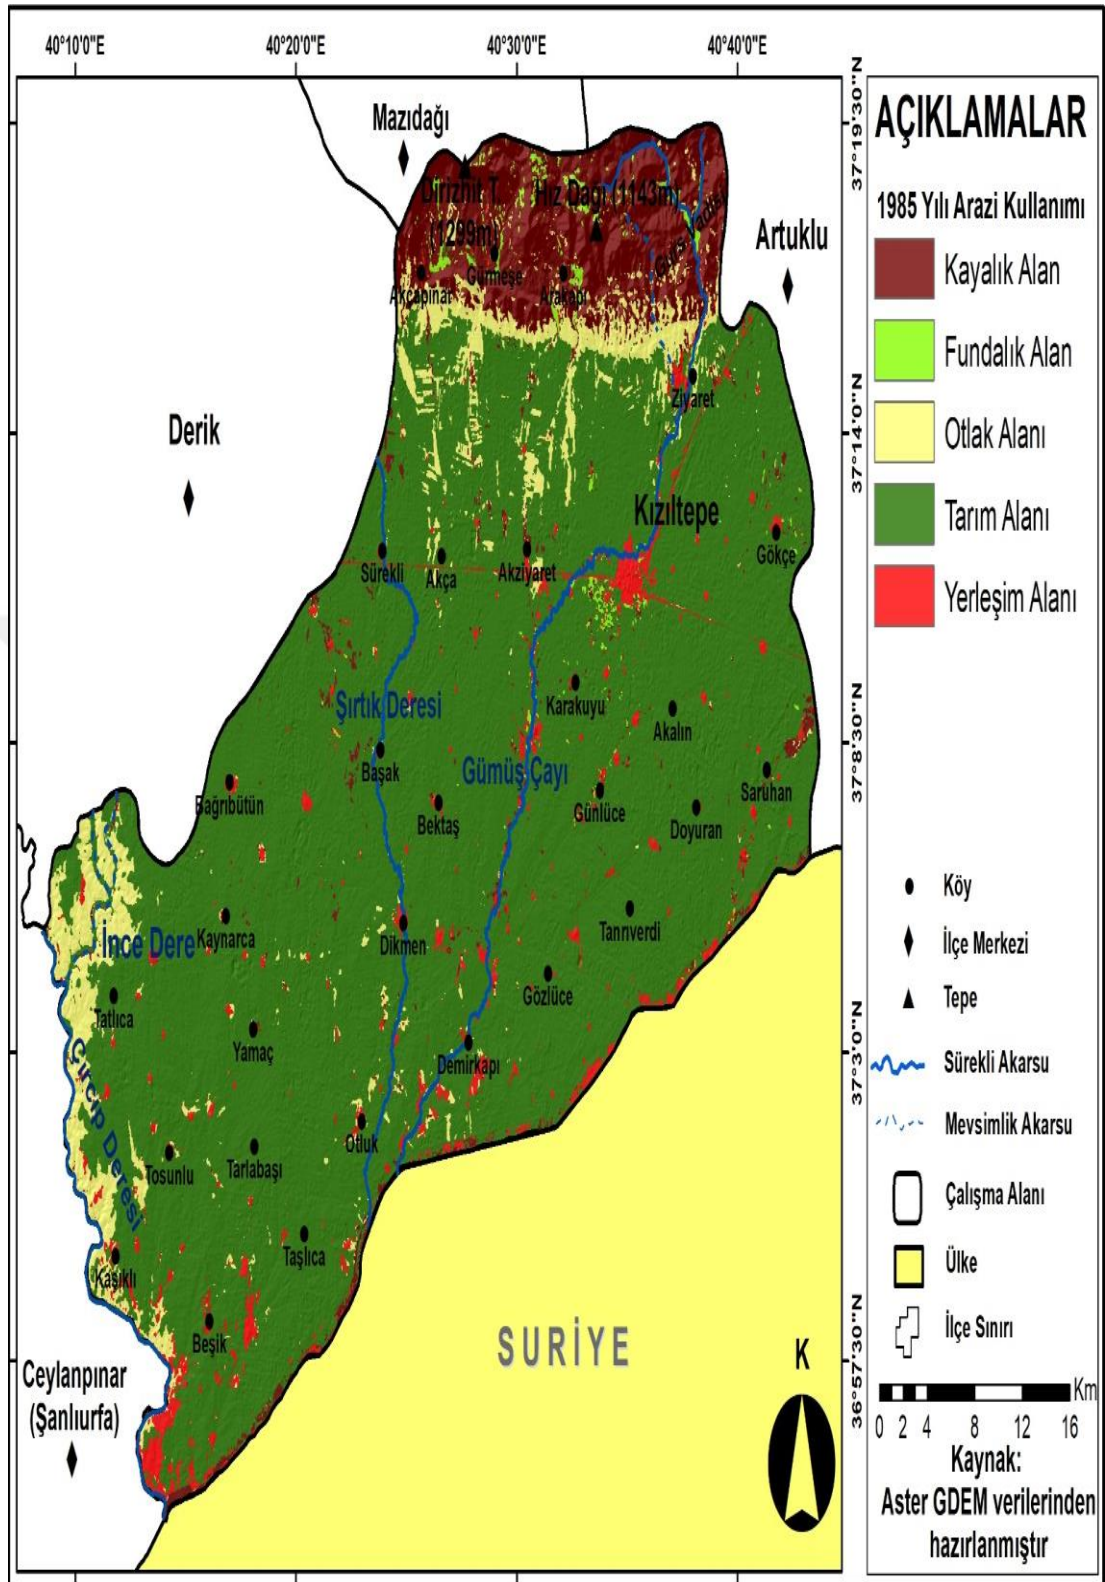 40°10'0"E
40°20'0"E
40°30'0"E
40°40'0"E
37°19'30"N
37°14'0"N
37°8'30"N
37°3'0"N
36°57'30"N
Mazıdağı
Dirizhit T.
(1299m)
Hız Dağı (1143m)
Gurs Vadisi
Artuklu
Gürmeşe
Akçapınar
Arakapı
Ziyaret
Derik
Kızıltepe
Gökçe
Sürekli
Akça
Akziyaret
Karakuyu
Şırtık Deresi
Akalın
Başak
Gümüş Çayı
Saruhan
Bağrıbütün
Bektaş
Günlüce
Doyuran
Kaynarca
Dikmen
Tanrıverdi
İnce Dere
Gözlüce
Tatlıca
Yamaç
Demirkapı
Çırcıp Deresi
Otluk
Tosunlu
Tarlabaşı
Taşlıca
Kaşıklı
Beşik
SURİYE
Ceylanpınar
(Şanlıurfa)
K
AÇIKLAMALAR
1985 Yılı Arazi Kullanımı
Kayalık Alan
Fundalık Alan
Otlak Alanı
Tarım Alanı
Yerleşim Alanı
Köy
İlçe Merkezi
Tepe
Sürekli Akarsu
Mevsimlik Akarsu
Çalışma Alanı
Ülke
İlçe Sınırı
Km
0 2 4 8 12 16
Kaynak:
Aster GDEM verilerinden
hazırlanmıştır